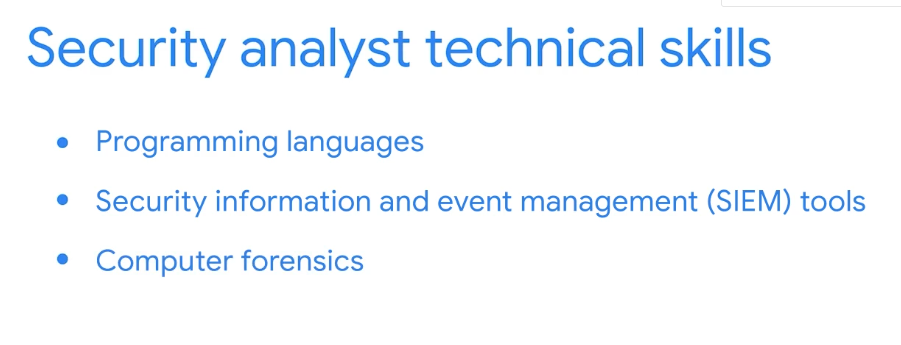 Security analyst technical skills
• Programming languages
• Security information and event management (SIEM) tools
• Computer forensics